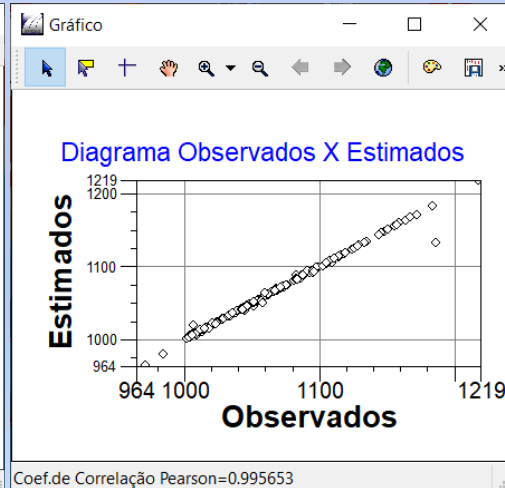 Gráfico
Diagrama Observados X Estimados
Estimados
1219
1200
1100
1000
964
964 1000 1100 1219
Observados
Coef.de Correlação Pearson=0.995653